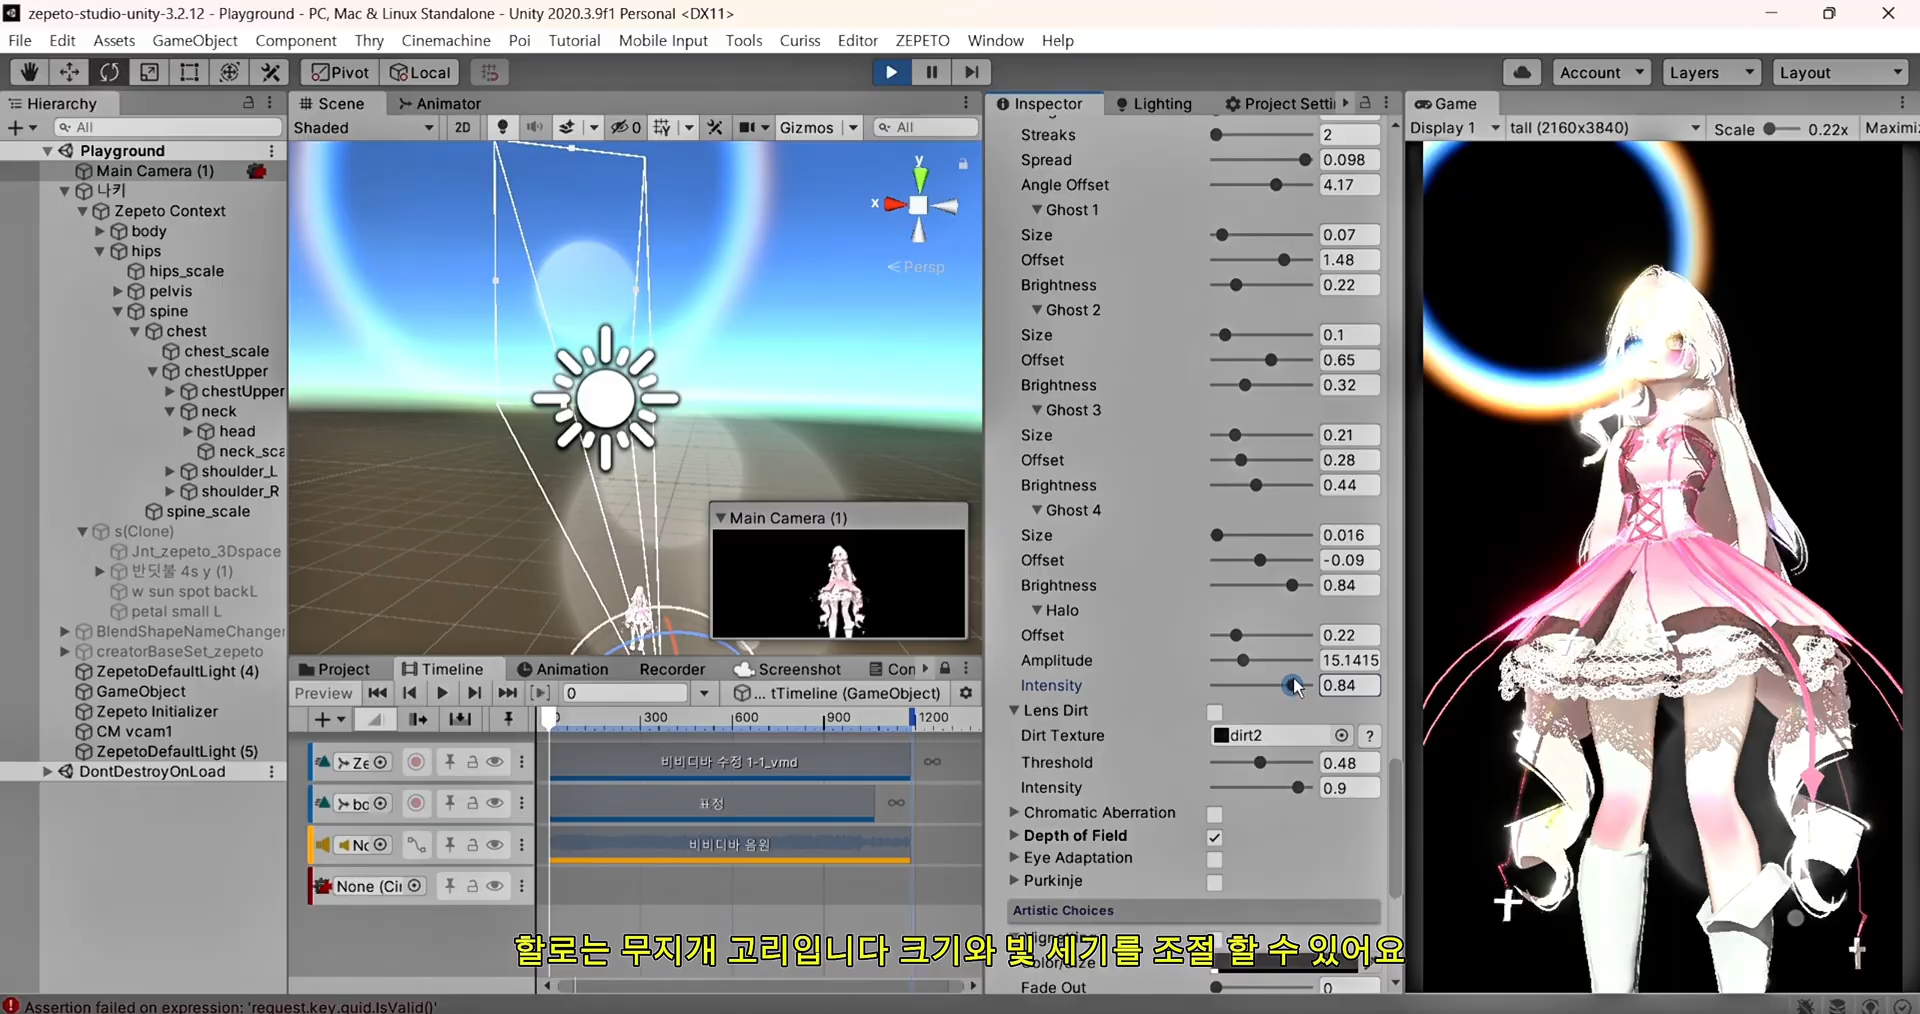 zepeto-studio-unity-3.2.12 - Playground - PC, Mac & Linux Standalone - Unity 2020.3.9f1 Personal <DX11>
File Edit Assets GameObject Component Thry Cinemachine Poi Tutorial Mobile Input Tools Curiss Editor ZEPETO Window Help
Pivot Local Account Layers Layout
Hierarchy
All
Playground
Main Camera (1)
나키
Zepeto Context
body
hips
hips_scale
pelvis
spine
chest
chest_scale
chestUpper
chestUpper
neck
head
neck_sca
shoulder_L
shoulder_R
spine_scale
s(Clone)
Jnt_zepeto_3Dspace
반딧불 4s y (1)
w sun spot backL
petal small L
BlendShapeNameChanger
creatorBaseSet_zepeto
ZepetoDefaultLight (4)
GameObject
Zepeto Initializer
CM vcam1
ZepetoDefaultLight (5)
DontDestroyOnLoad
Scene Animator
Shaded 2D 0 Gizmos All
y
x
Persp
Main Camera (1)
Project Timeline Animation Recorder Screenshot Con
Preview 0 ... tTimeline (GameObject)
300 600 900 1200
Ze 비비디바 수정 1-1_vmd
bc 표정
Nc 비비디바 음원
None (Ci
Inspector Lighting Project Setti
Streaks 2
Spread 0.098
Angle Offset 4.17
Ghost 1
Size 0.07
Offset 1.48
Brightness 0.22
Ghost 2
Size 0.1
Offset 0.65
Brightness 0.32
Ghost 3
Size 0.21
Offset 0.28
Brightness 0.44
Ghost 4
Size 0.016
Offset -0.09
Brightness 0.84
Halo
Offset 0.22
Amplitude 15.1415
Intensity 0.84
Lens Dirt
Dirt Texture dirt2 ?
Threshold 0.48
Intensity 0.9
Chromatic Aberration
Depth of Field
Eye Adaptation
Purkinje
Artistic Choices
Fade Out 0
Game
Display 1 tall (2160x3840) Scale 0.22x Maximi
할로는 무지개 고리입니다 크기와 빛 세기를 조절 할 수 있어요
Assertion failed on expression: 'request.key.guid.IsValid()'